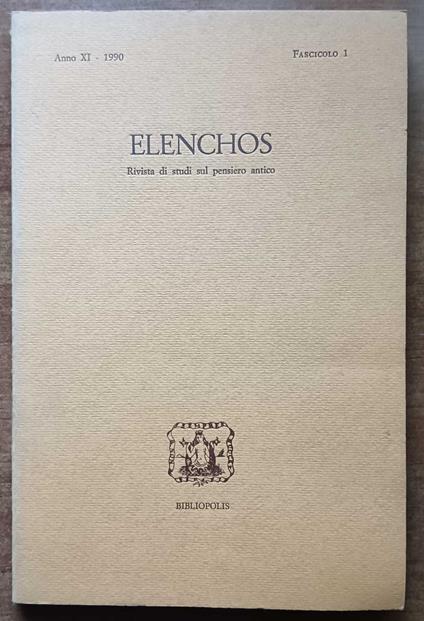 Anno XI - 1990
FASCICOLO 1
ELENCHOS
Rivista di studi sul pensiero antico
BIBLIOPOLIS